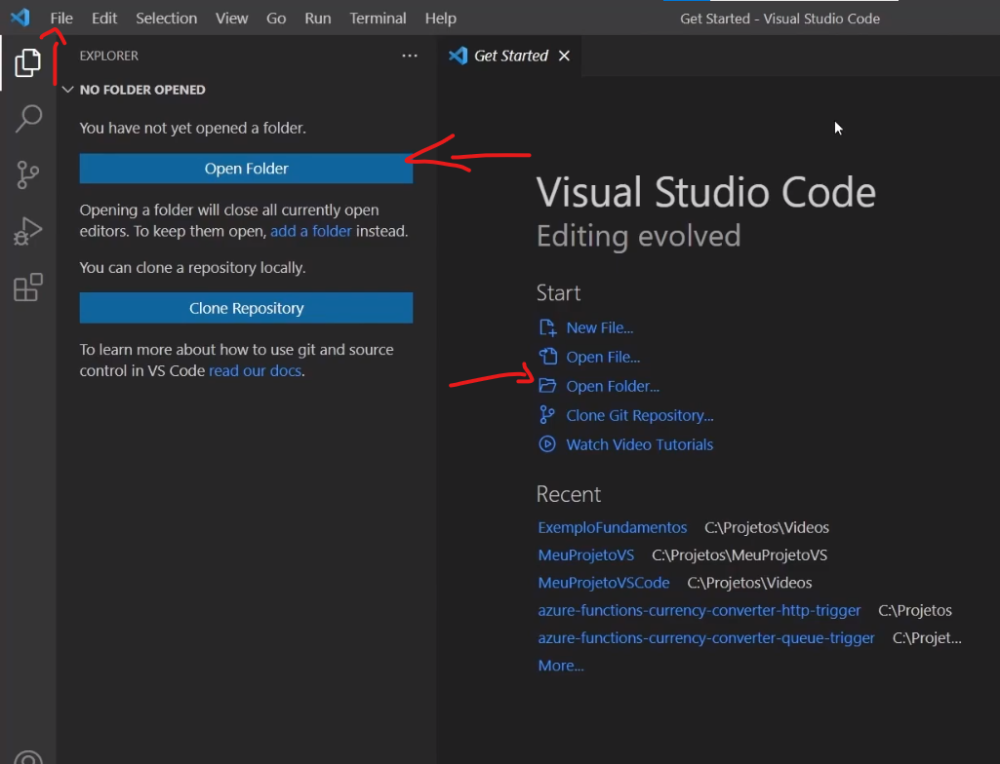 File Edit Selection View Go Run Terminal Help
Get Started - Visual Studio Code
EXPLORER ...
NO FOLDER OPENED
You have not yet opened a folder.
Open Folder
Opening a folder will close all currently open
editors. To keep them open, add a folder instead.
You can clone a repository locally.
Clone Repository
To learn more about how to use git and source
control in VS Code read our docs.
Get Started
Visual Studio Code
Editing evolved
Start
New File...
Open File...
Open Folder...
Clone Git Repository...
Watch Video Tutorials
Recent
ExemploFundamentos C:\Projetos\Videos
MeuProjetoVS C:\Projetos\MeuProjetoVS
MeuProjetoVSCode C:\Projetos\Videos
azure-functions-currency-converter-http-trigger C:\Projetos
azure-functions-currency-converter-queue-trigger C:\Projet...
More...